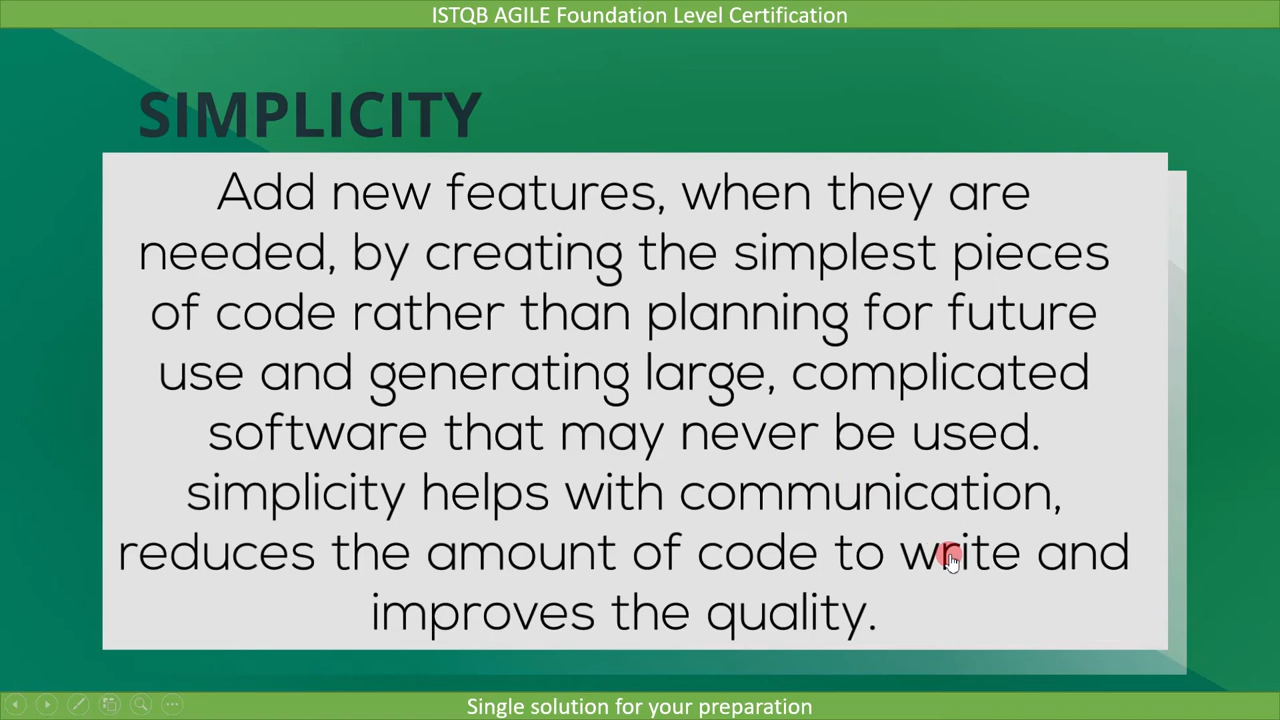 ISTQB AGILE Foundation Level Certification
SIMPLICITY
Add new features, when they are
needed, by creating the simplest pieces
of code rather than planning for future
use and generating large, complicated
software that may never be used.
simplicity helps with communication,
reduces the amount of code to write and
improves the quality.
Single solution for your preparation